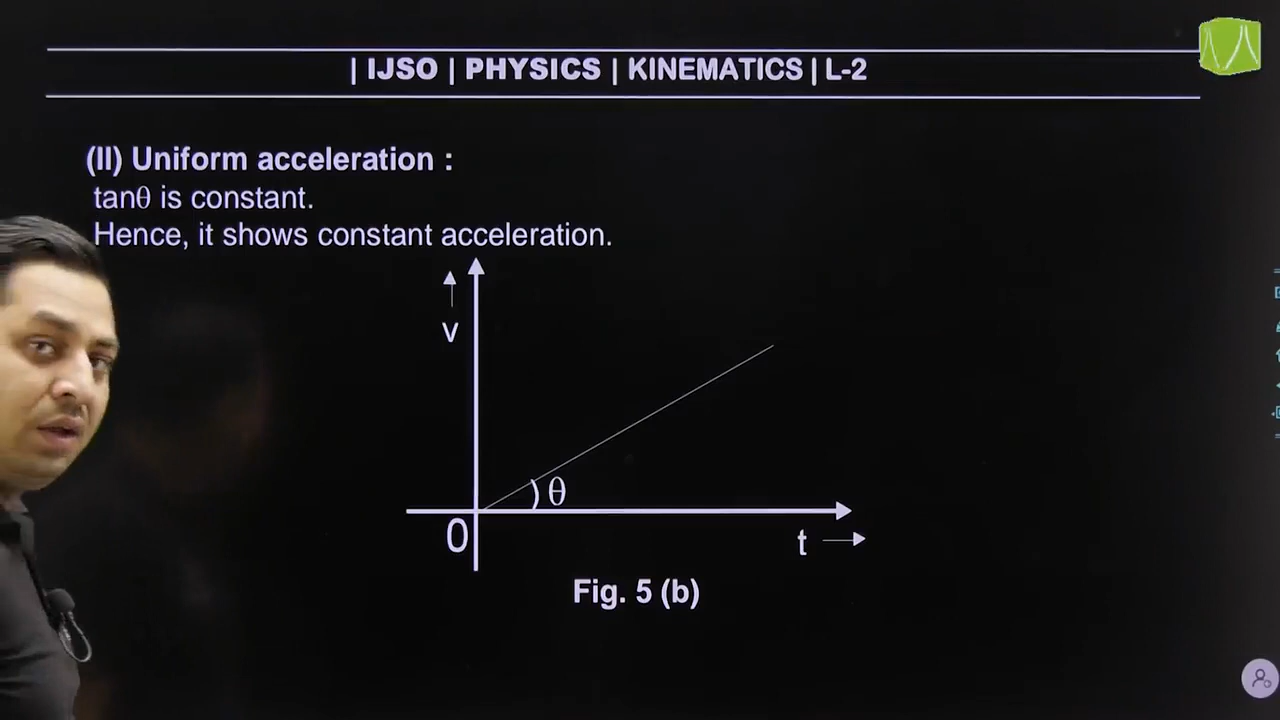 | IJSO | PHYSICS | KINEMATICS | L-2
(II) Uniform acceleration :
tanθ is constant.
Hence, it shows constant acceleration.
v
θ
0
t
Fig. 5 (b)